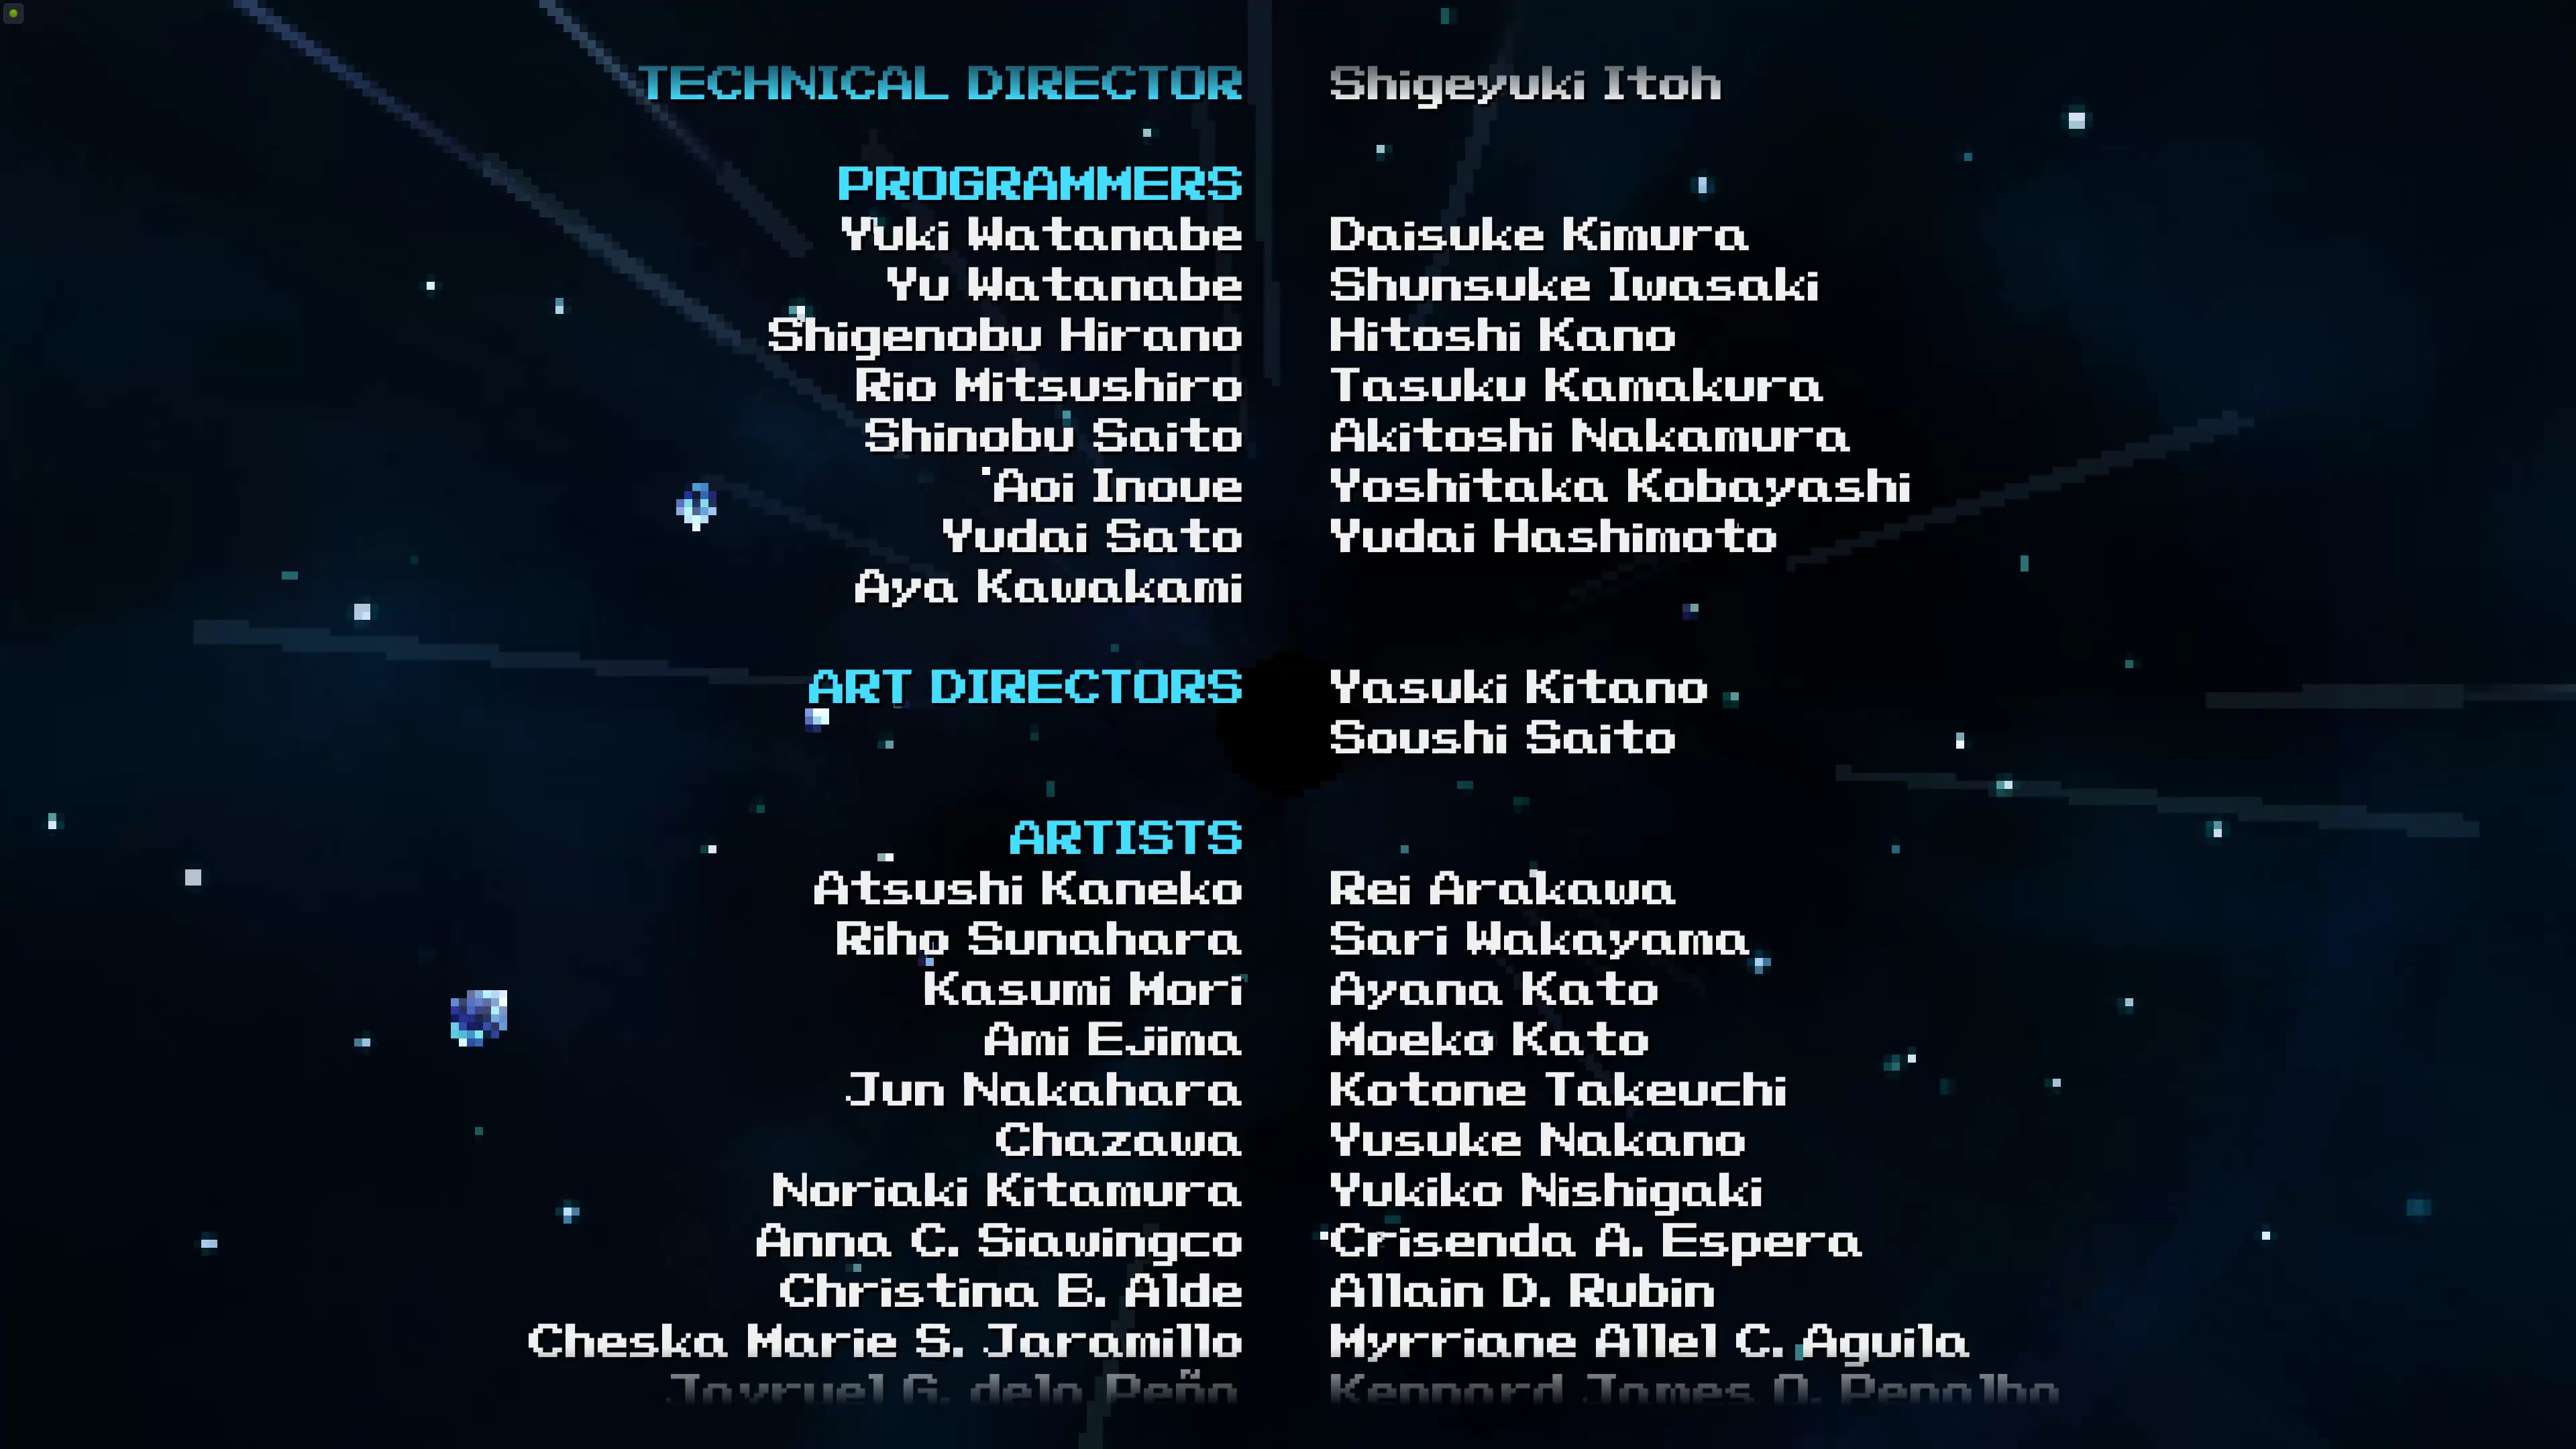 TECHNICAL DIRECTOR Shigeyuki Itoh
PROGRAMMERS
Yuki Watanabe Daisuke Kimura
Yu Watanabe Shunsuke Iwasaki
Shigenobu Hirano Hitoshi Kano
Rio Mitsushiro Tasuku Kamakura
Shinobu Saito Akitoshi Nakamura
Aoi Inoue Yoshitaka Kobayashi
Yudai Sato Yudai Hashimoto
Aya Kawakami
ART DIRECTORS Yasuki Kitano
Soushi Saito
ARTISTS
Atsushi Kaneko Rei Arakawa
Riho Sunahara Sari Wakayama
Kasumi Mori Ayana Kato
Ami Ejima Moeko Kato
Jun Nakahara Kotone Takeuchi
Chazawa Yusuke Nakano
Noriaki Kitamura Yukiko Nishigaki
Anna C. Siawingco Crisenda A. Espera
Christina B. Alde Allain D. Rubin
Cheska Marie S. Jaramillo Myrriane Allel C. Aguila
G. dela Peña James